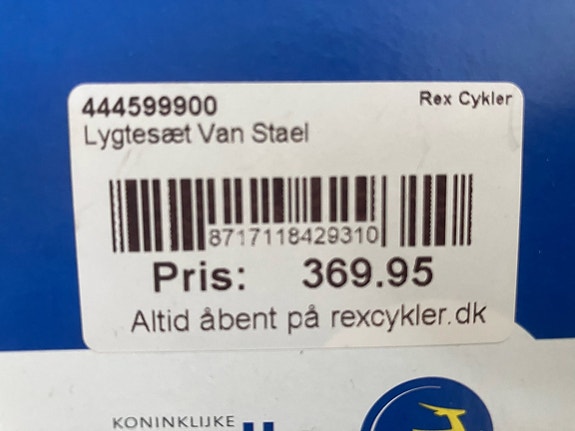 444599900 Rex Cykler
Lygtesæt Van Stael
8717118429310
Pris: 369.95
Altid åbent på rexcykler.dk
KONINKLIJKE